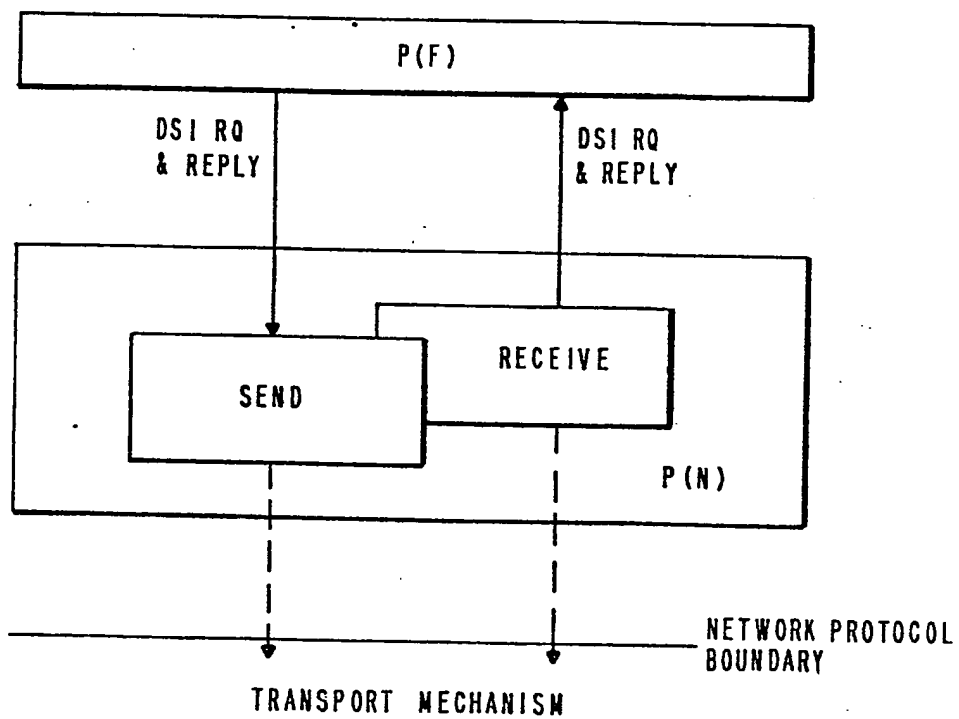 P(F)
DSI RQ
& REPLY
DSI RQ
& REPLY
RECEIVE
SEND
P(N)
NETWORK PROTOCOL
BOUNDARY
TRANSPORT MECHANISM